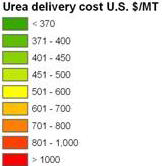 Urea delivery cost U.S. $/MT
< 370
371 - 400
401 - 450
451 - 500
501 - 600
601 - 700
701 - 800
801 - 1,000
> 1000